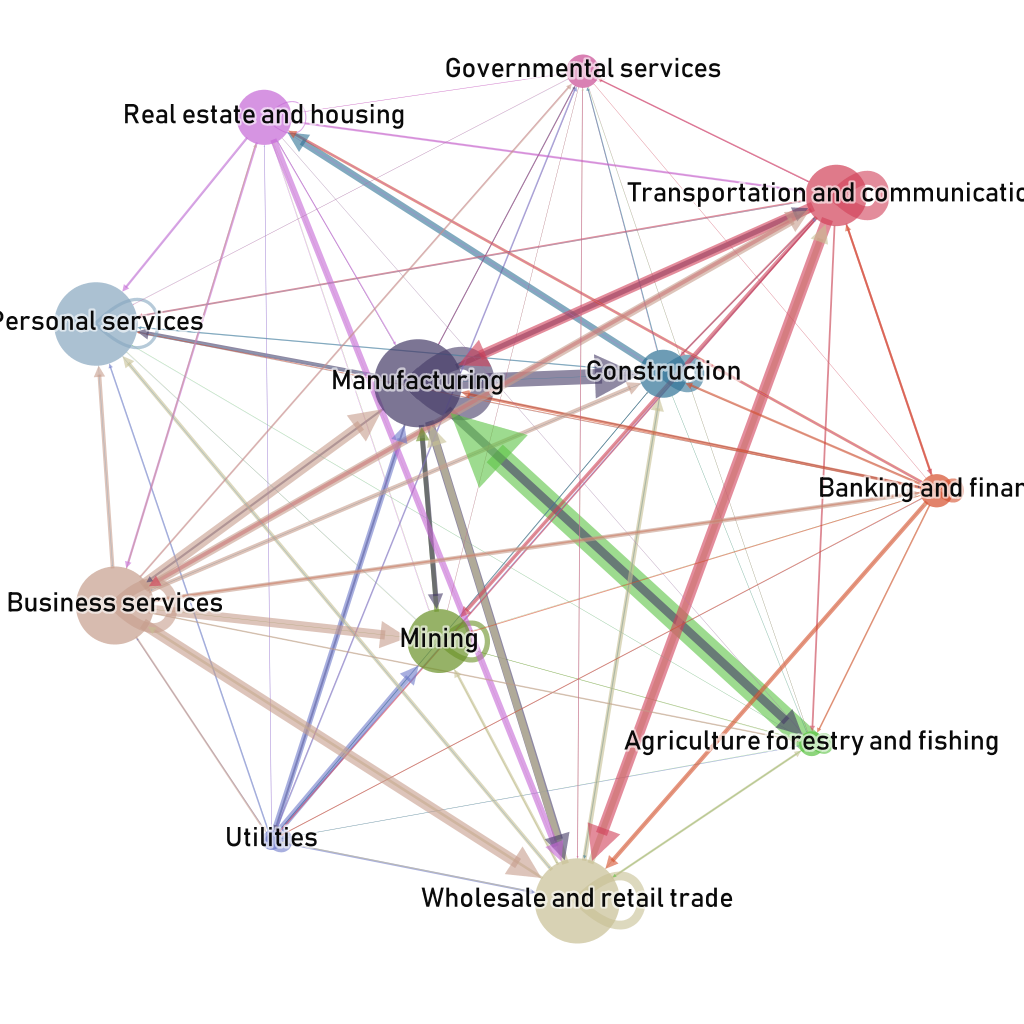 Governmental services
Real estate and housing
Transportation and communicatio
Personal services
Construction
Manufacturing
Banking and finan
Business services
Mining
Agriculture forestry and fishing
Utilities
Wholesale and retail trade